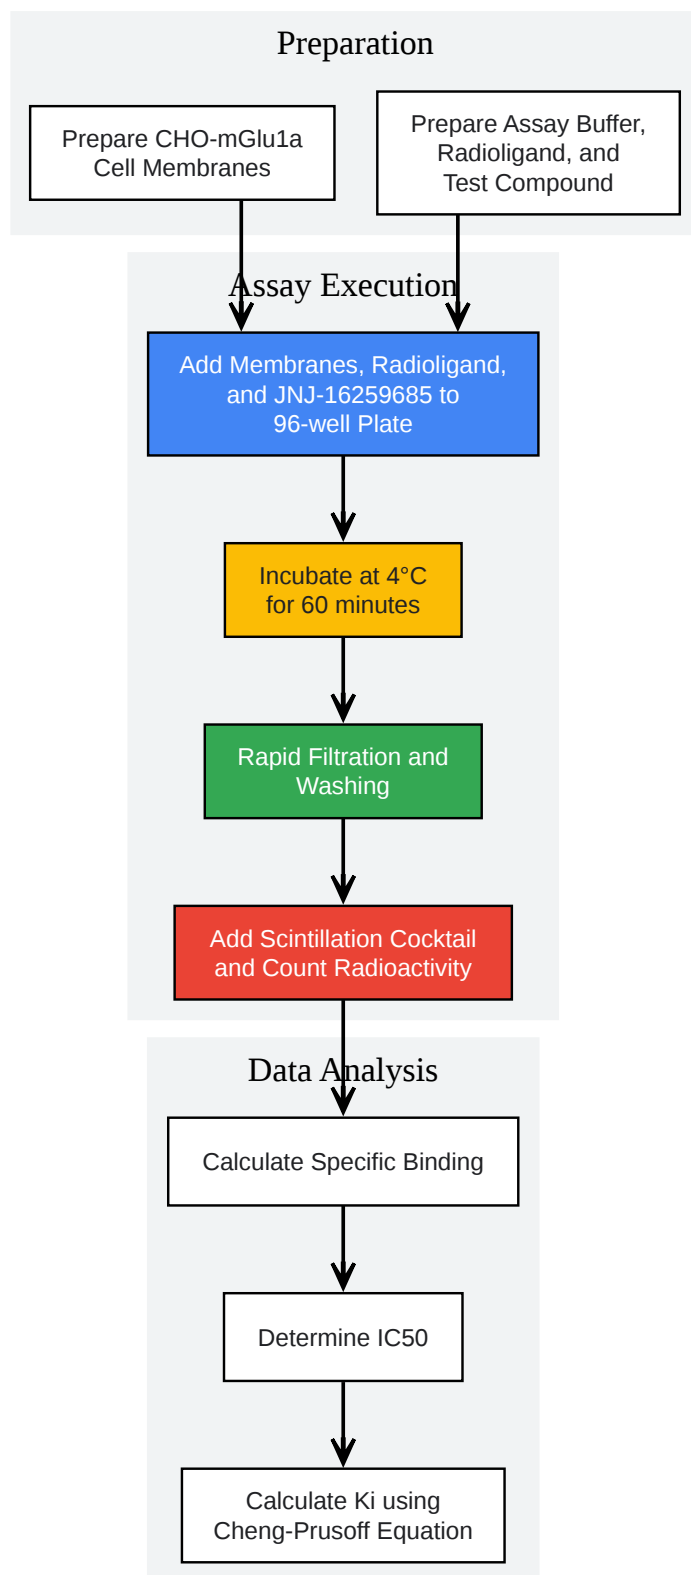 Preparation
Prepare CHO-mGlu1a
Cell Membranes
Prepare Assay Buffer,
Radioligand, and
Test Compound
Assay Execution
Add Membranes, Radioligand,
and JNJ-16259685 to
96-well Plate
Incubate at 4°C
for 60 minutes
Rapid Filtration and
Washing
Add Scintillation Cocktail
and Count Radioactivity
Data Analysis
Calculate Specific Binding
Determine IC50
Calculate Ki using
Cheng-Prusoff Equation